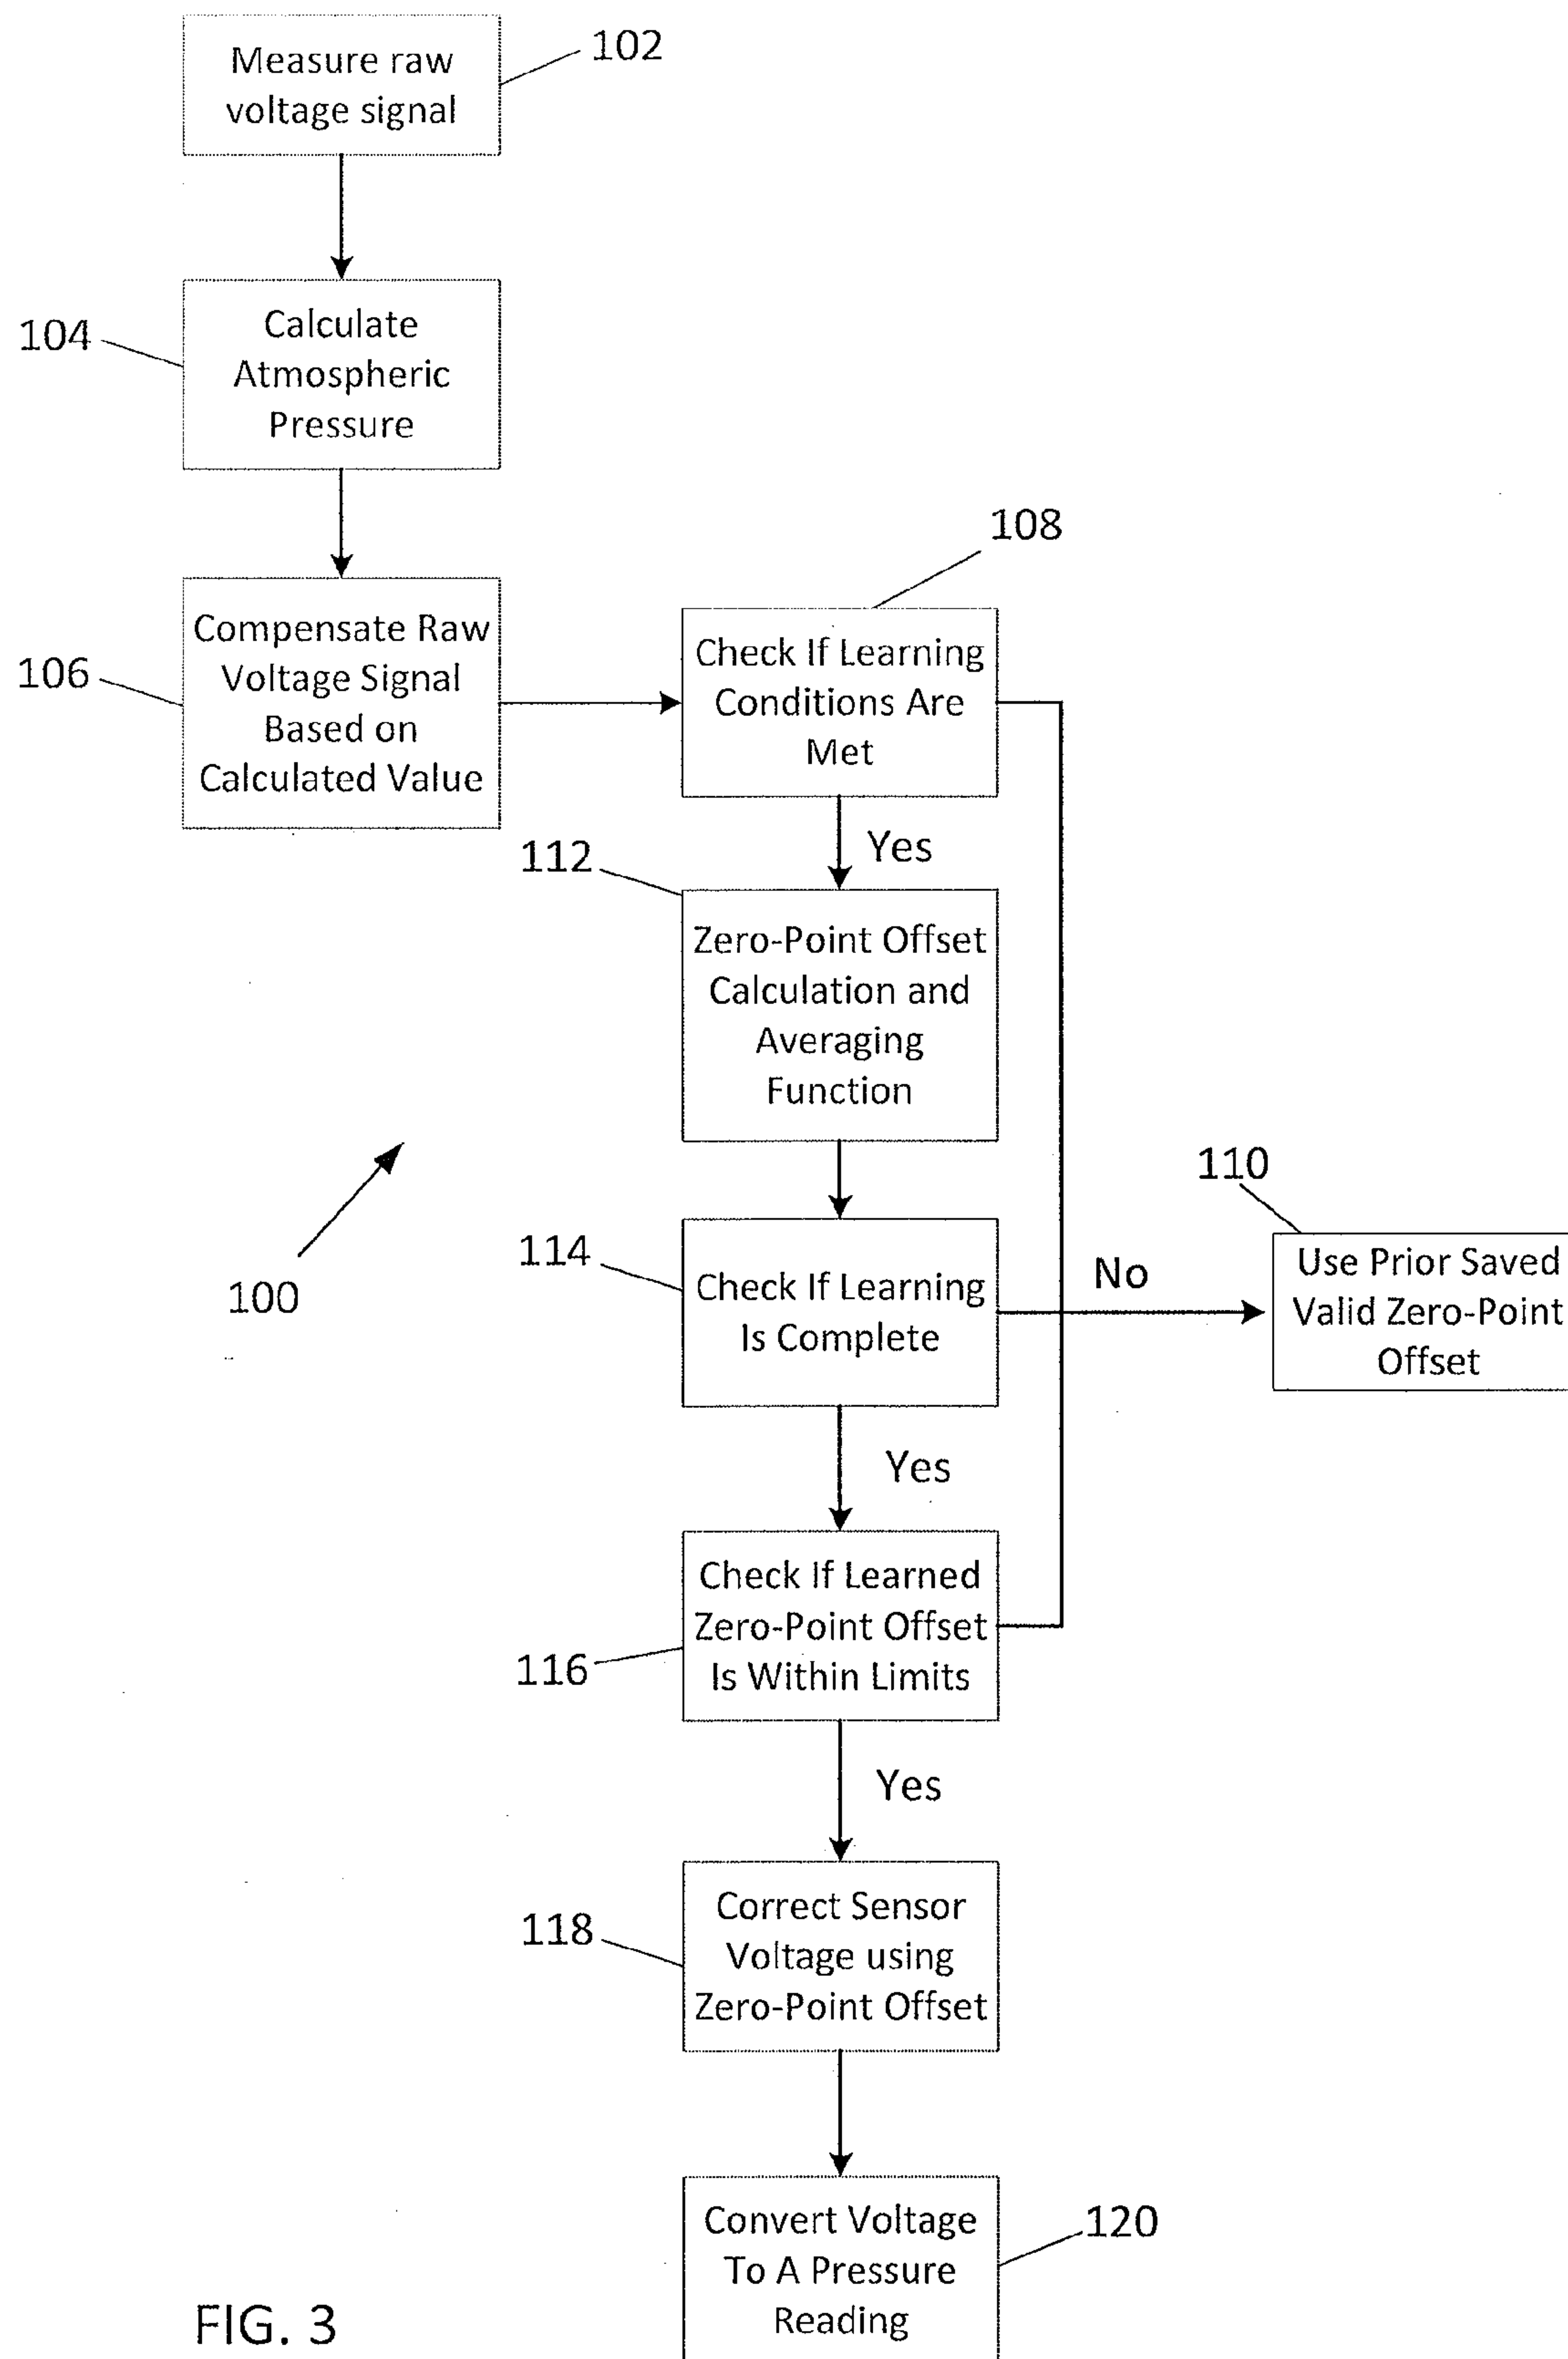 Measure raw
voltage signal
102
Calculate
Atmospheric
Pressure
104
Compensate Raw
Voltage Signal
Based on
Calculated Value
106
108
Check If Learning
Conditions Are
Met
Yes
112
Zero-Point Offset
Calculation and
Averaging
Function
100
114
Check If Learning
Is Complete
No
110
Use Prior Saved
Valid Zero-Point
Offset
Yes
Check If Learned
Zero-Point Offset
Is Within Limits
116
Yes
118
Correct Sensor
Voltage using
Zero-Point Offset
Convert Voltage
To A Pressure
Reading
120
FIG. 3